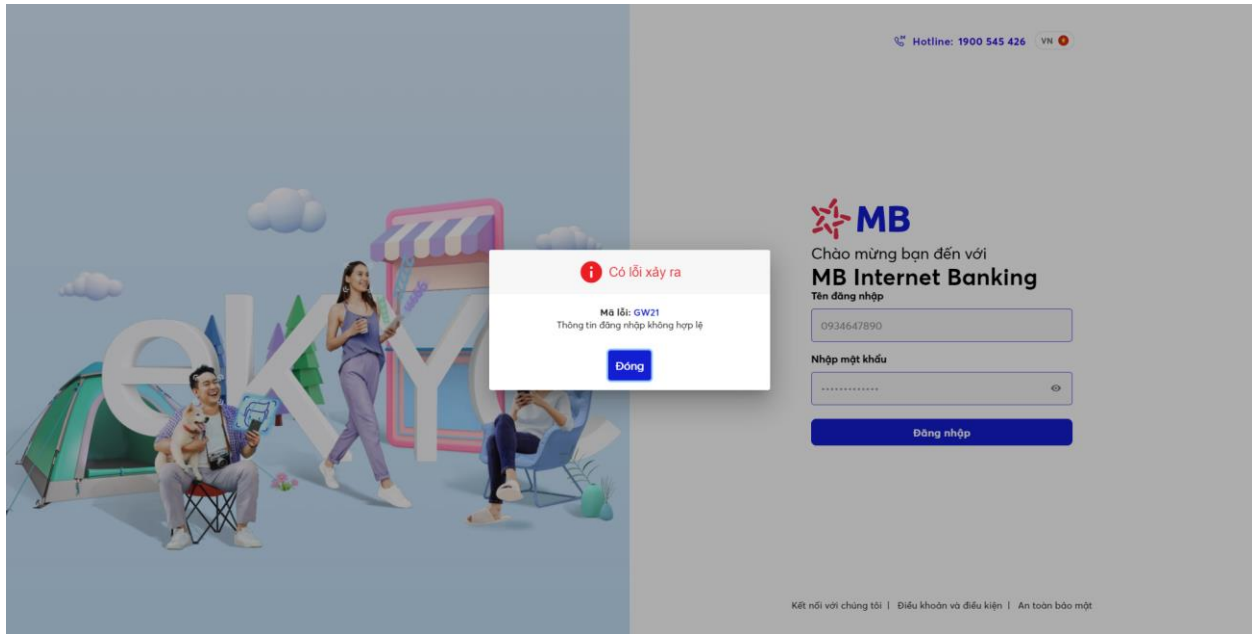 Hotline: 1900 545 426 VN
eKYC
MB
Chào mừng bạn đến với
MB Internet Banking
Tên đăng nhập
0934647890
Nhập mật khẩu
.............
Đăng nhập
Có lỗi xảy ra
Mã lỗi: GW21
Thông tin đăng nhập không hợp lệ
Đóng
Kết nối với chúng tôi | Điều khoản và điều kiện | An toàn bảo mật